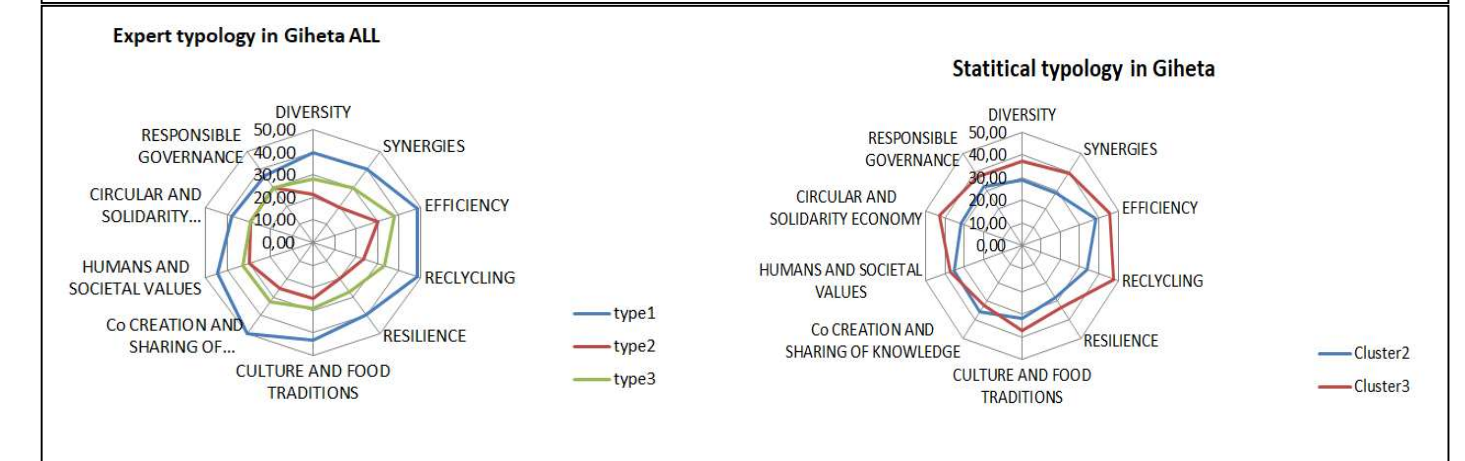 Expert typology in Giheta ALL
DIVERSITY
SYNERGIES
EFFICIENCY
RECLYCLING
RESILIENCE
CULTURE AND FOOD
TRADITIONS
Co CREATION AND
SHARING OF...
HUMANS AND
SOCIETAL VALUES
CIRCULAR AND
SOLIDARITY...
RESPONSIBLE
GOVERNANCE
50,00
40,00
30,00
20,00
10,00
0,00
type1
type2
type3
Statitical typology in Giheta
DIVERSITY
SYNERGIES
EFFICIENCY
RECLYCLING
RESILIENCE
CULTURE AND FOOD
TRADITIONS
Co CREATION AND
SHARING OF KNOWLEDGE
HUMANS AND SOCIETAL
VALUES
CIRCULAR AND
SOLIDARITY ECONOMY
RESPONSIBLE
GOVERNANCE
50,00
40,00
30,00
20,00
10,00
0,00
Cluster2
Cluster3